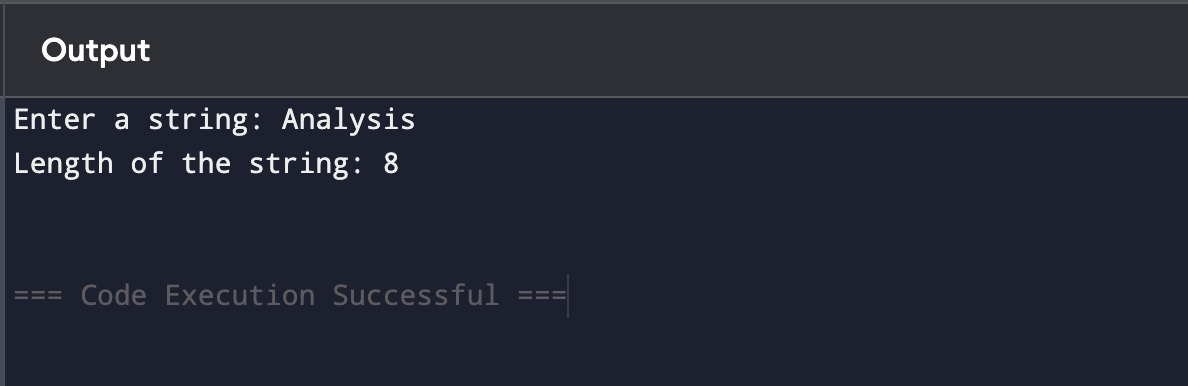 Output
Enter a string: Analysis
Length of the string: 8
=== Code Execution Successful ===